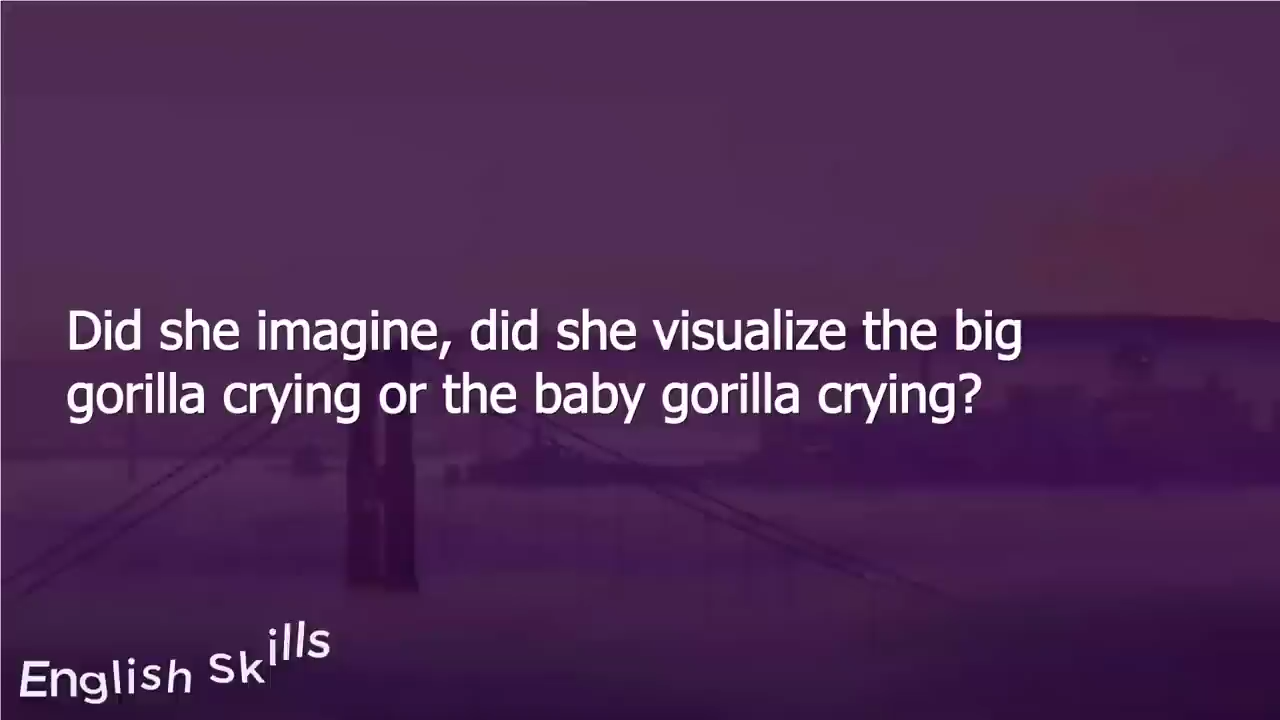 Did she imagine, did she visualize the big
gorilla crying or the baby gorilla crying?
English Skills